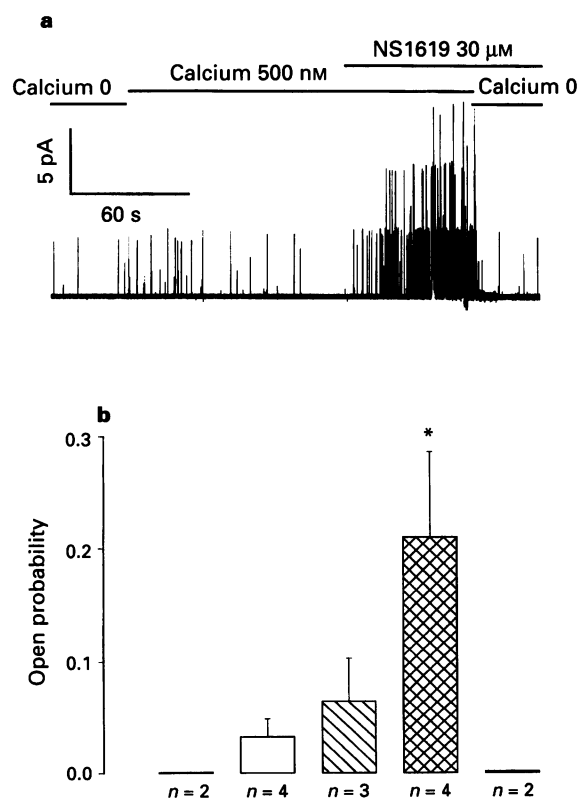 a
NS1619 30 μM
Calcium 500 nM
Calcium 0
Calcium 0
5 pA
60 s
b
Open probability
0.3
0.2
0.1
0.0
*
n = 2
n = 4
n = 3
n = 4
n = 2